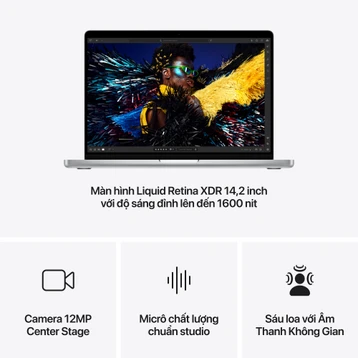 Màn hình Liquid Retina XDR 14,2 inch
với độ sáng đỉnh lên đến 1600 nit
Camera 12MP
Center Stage
Micrô chất lượng
chuẩn studio
Sáu loa với Âm
Thanh Không Gian